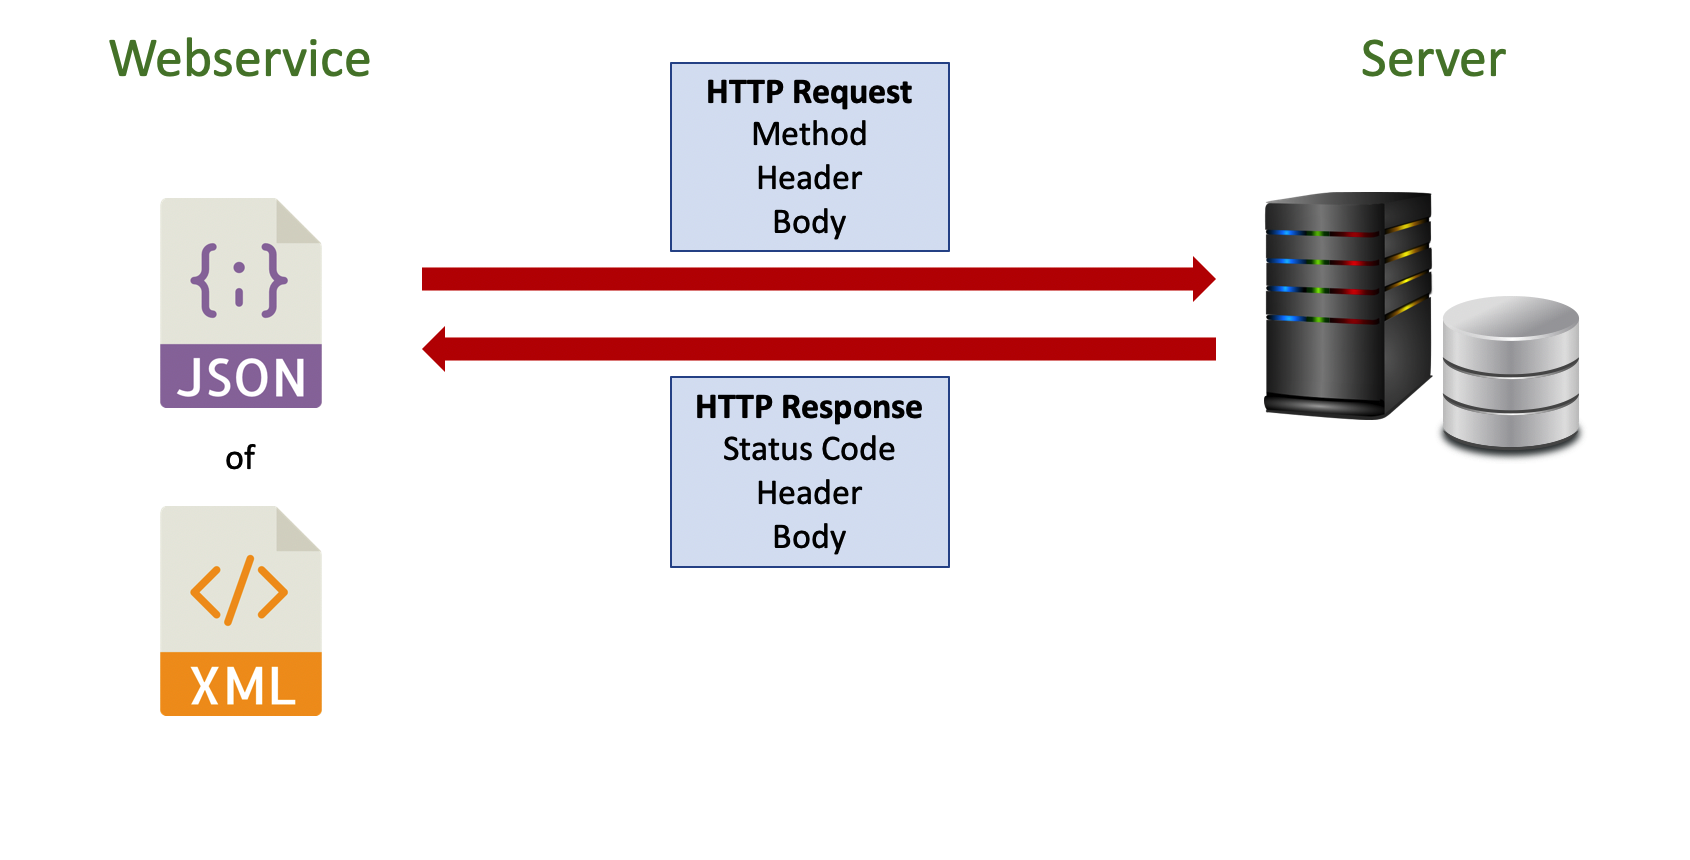 Webservice
Server
HTTP Request
Method
Header
Body
{;}
JSON
of
HTTP Response
Status Code
Header
Body
</>
XML